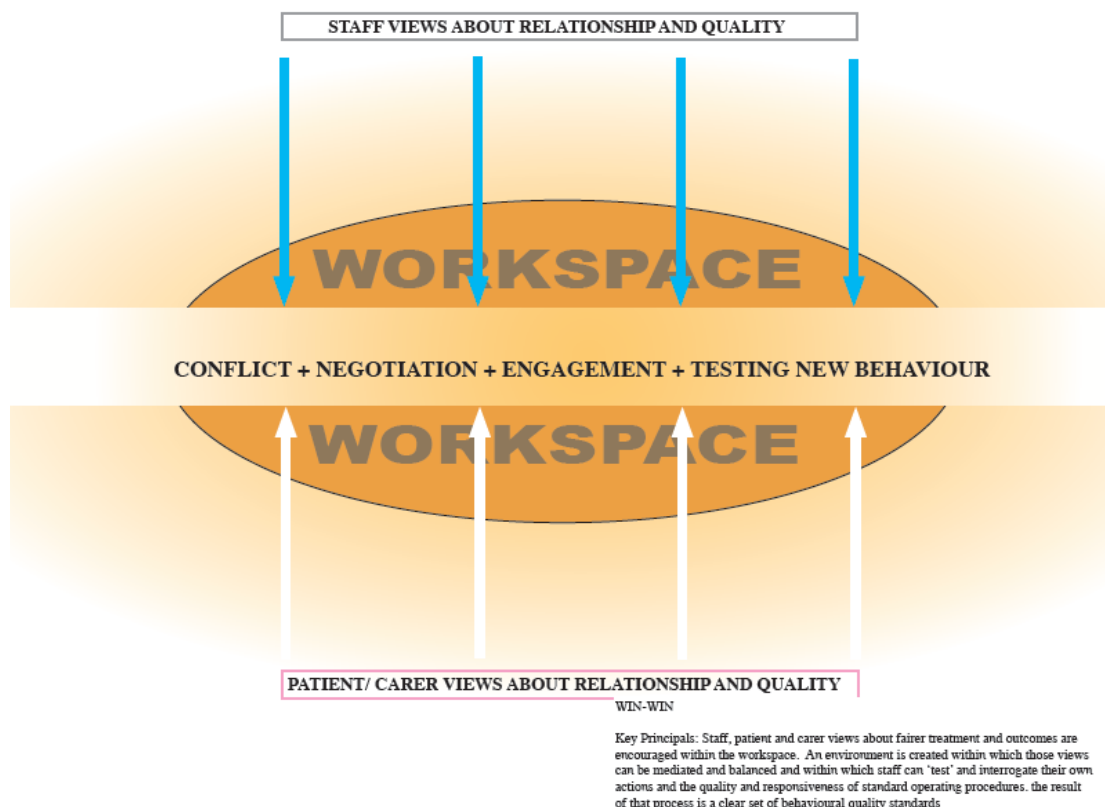 STAFF VIEWS ABOUT RELATIONSHIP AND QUALITY
WORKSPACE
CONFLICT + NEGOTIATION + ENGAGEMENT + TESTING NEW BEHAVIOUR
WORKSPACE
PATIENT/ CARER VIEWS ABOUT RELATIONSHIP AND QUALITY
WIN-WIN
Key Principals: Staff, patient and carer views about fairer treatment and outcomes are
encouraged within the workspace. An environment is created within which those views
can be mediated and balanced and within which staff can ‘test’ and interrogate their own
actions and the quality and responsiveness of standard operating procedures. the result
of that process is a clear set of behavioural quality standards